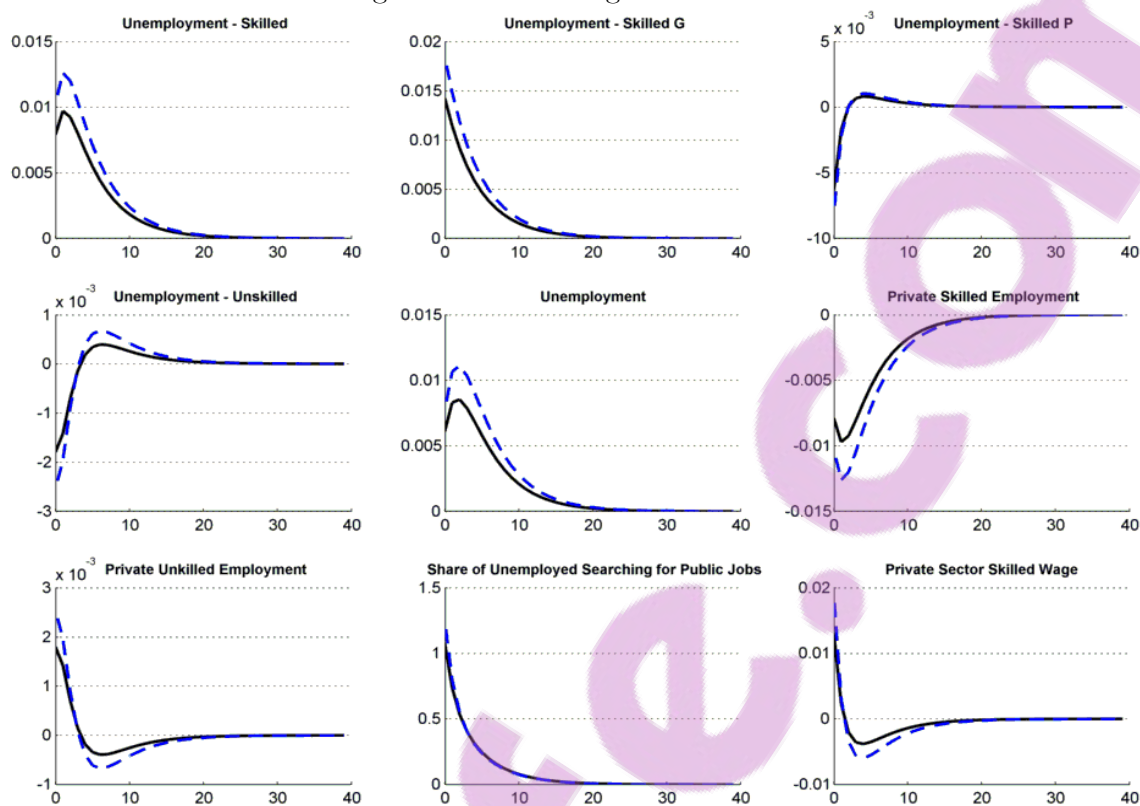 Unemployment - Skilled
0.015
0.01
0.005
0
0 10 20 30 40
Unemployment - Skilled G
0.02
0.015
0.01
0.005
0
0 10 20 30 40
Unemployment - Skilled P
x 10⁻³
5
0
-5
-10
0 10 20 30 40
Unemployment - Unskilled
x 10⁻³
1
0
-1
-2
-3
0 10 20 30 40
Unemployment
0.015
0.01
0.005
0
0 10 20 30 40
Private Skilled Employment
0
-0.005
-0.01
-0.015
0 10 20 30 40
Private Unkilled Employment
x 10⁻³
3
2
1
0
-1
0 10 20 30 40
Share of Unemployed Searching for Public Jobs
1.5
1
0.5
0
0 10 20 30 40
Private Sector Skilled Wage
0.02
0.01
0
-0.01
0 10 20 30 40